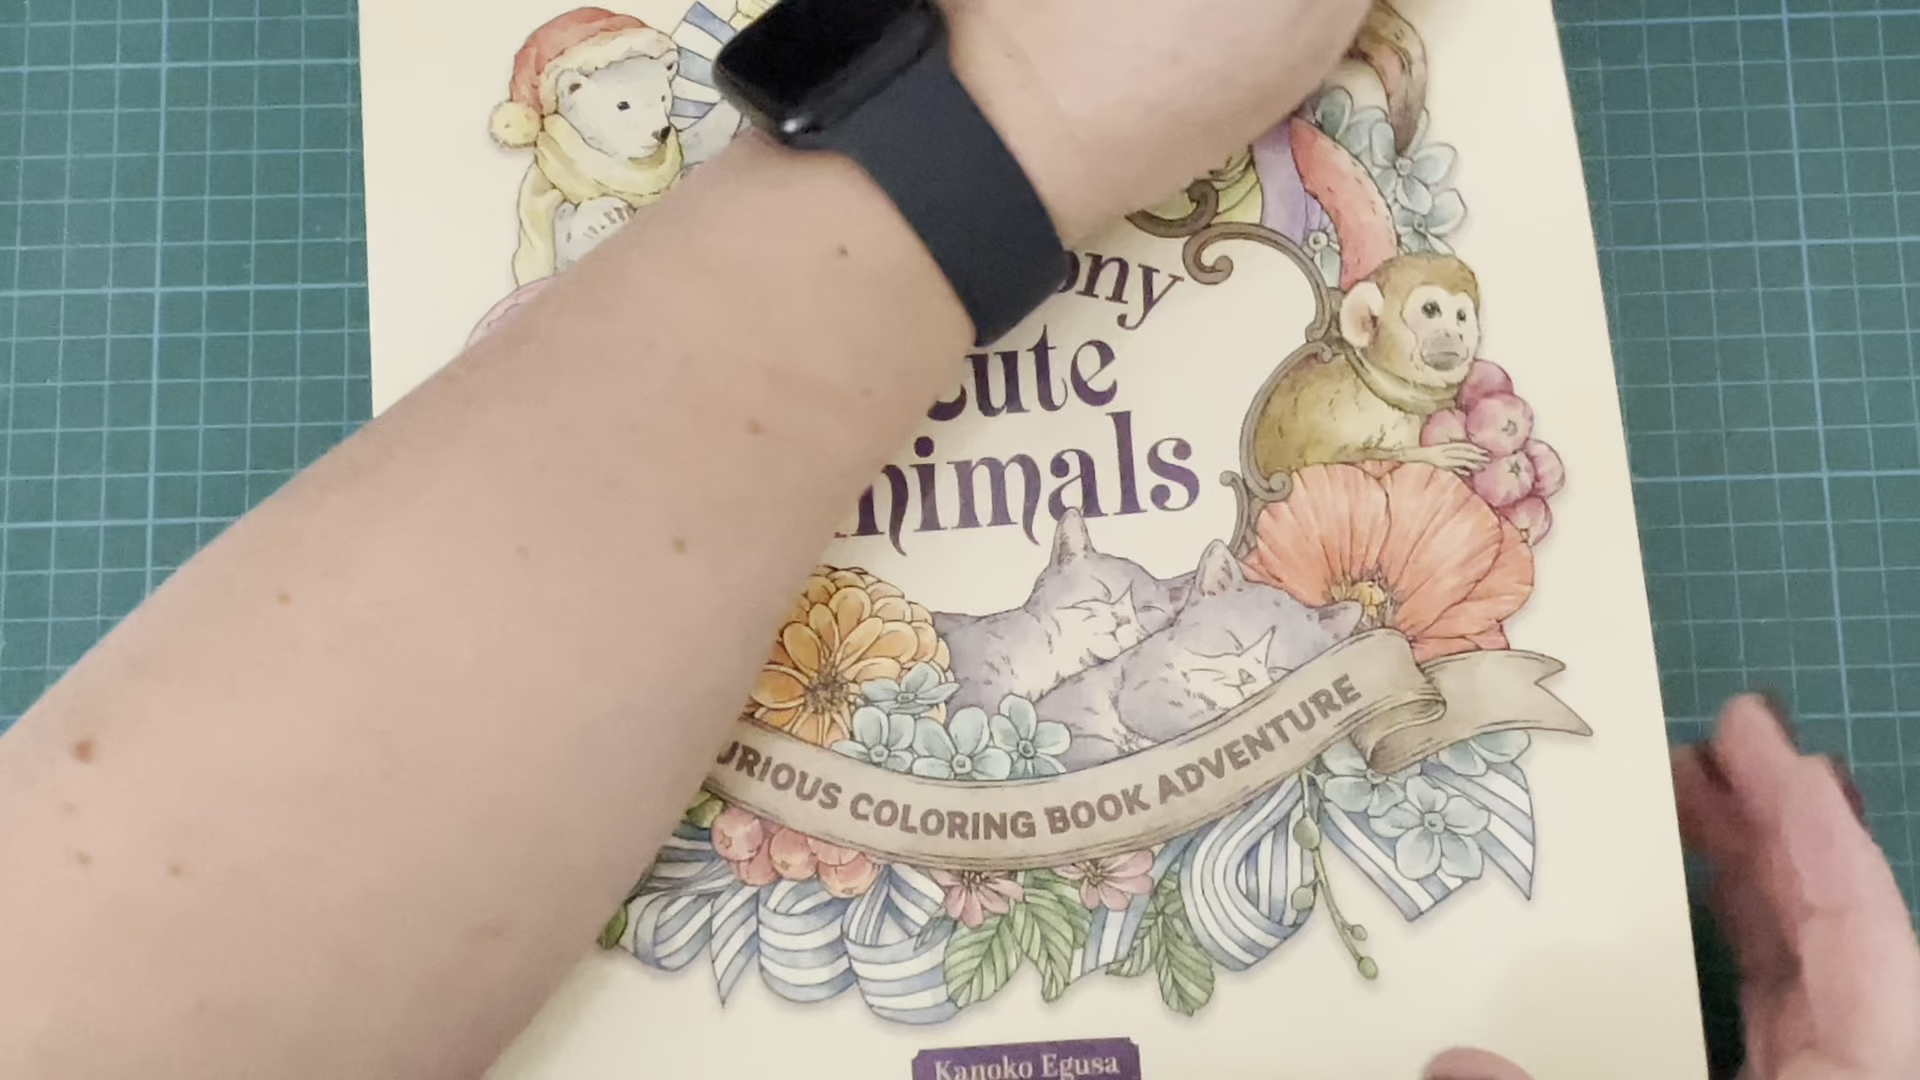 ony
cute
nimals
URIOUS COLORING BOOK ADVENTURE
Kanoko Egusa